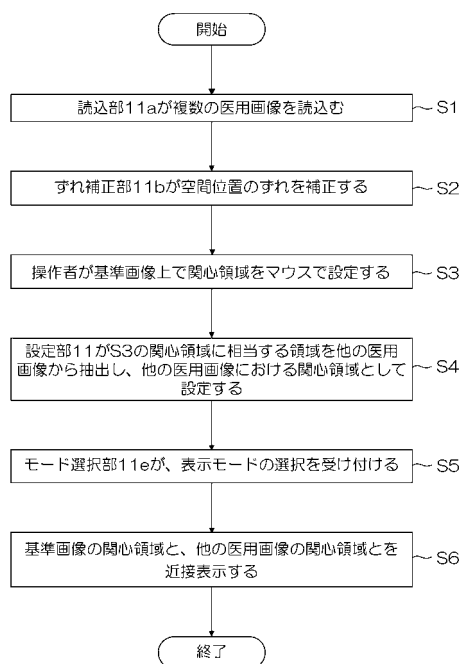 開始
読込部11aが複数の医用画像を読込む
S1
ずれ補正部11bが空間位置のずれを補正する
S2
操作者が基準画像上で関心領域をマウスで設定する
S3
設定部11がS3の関心領域に相当する領域を他の医用
画像から抽出し、他の医用画像における関心領域として
設定する
S4
モード選択部11eが、表示モードの選択を受け付ける
S5
基準画像の関心領域と、他の医用画像の関心領域とを
近接表示する
S6
終了